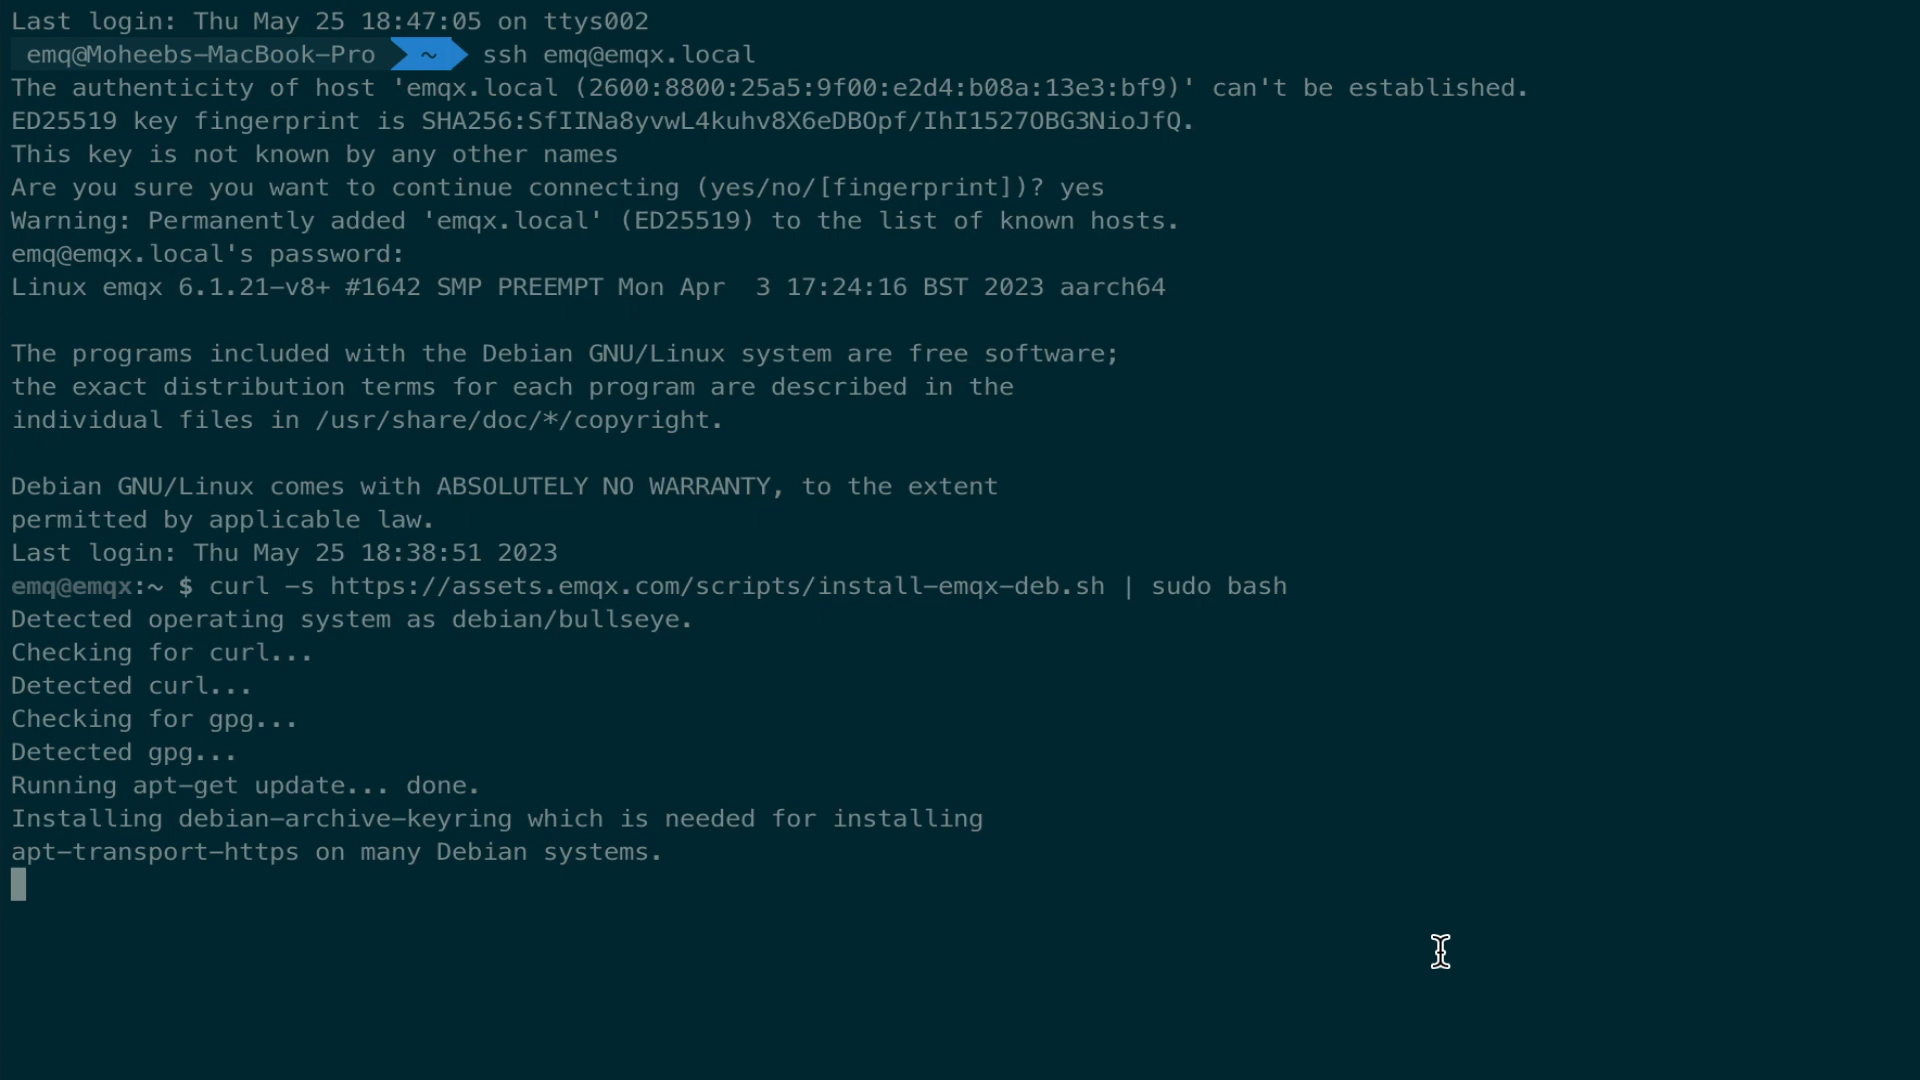 Last login: Thu May 25 18:47:05 on ttys002
emq@Moheebs-MacBook-Pro ~ ssh emq@emqx.local
The authenticity of host 'emqx.local (2600:8800:25a5:9f00:e2d4:b08a:13e3:bf9)' can't be established.
ED25519 key fingerprint is SHA256:SfIINa8yvwL4kuhv8X6eDBOpf/IhI1527OBG3NioJfQ.
This key is not known by any other names
Are you sure you want to continue connecting (yes/no/[fingerprint])? yes
Warning: Permanently added 'emqx.local' (ED25519) to the list of known hosts.
emq@emqx.local's password:
Linux emqx 6.1.21-v8+ #1642 SMP PREEMPT Mon Apr  3 17:24:16 BST 2023 aarch64
The programs included with the Debian GNU/Linux system are free software;
the exact distribution terms for each program are described in the
individual files in /usr/share/doc/*/copyright.
Debian GNU/Linux comes with ABSOLUTELY NO WARRANTY, to the extent
permitted by applicable law.
Last login: Thu May 25 18:38:51 2023
emq@emqx:~ $ curl -s https://assets.emqx.com/scripts/install-emqx-deb.sh | sudo bash
Detected operating system as debian/bullseye.
Checking for curl...
Detected curl...
Checking for gpg...
Detected gpg...
Running apt-get update... done.
Installing debian-archive-keyring which is needed for installing
apt-transport-https on many Debian systems.